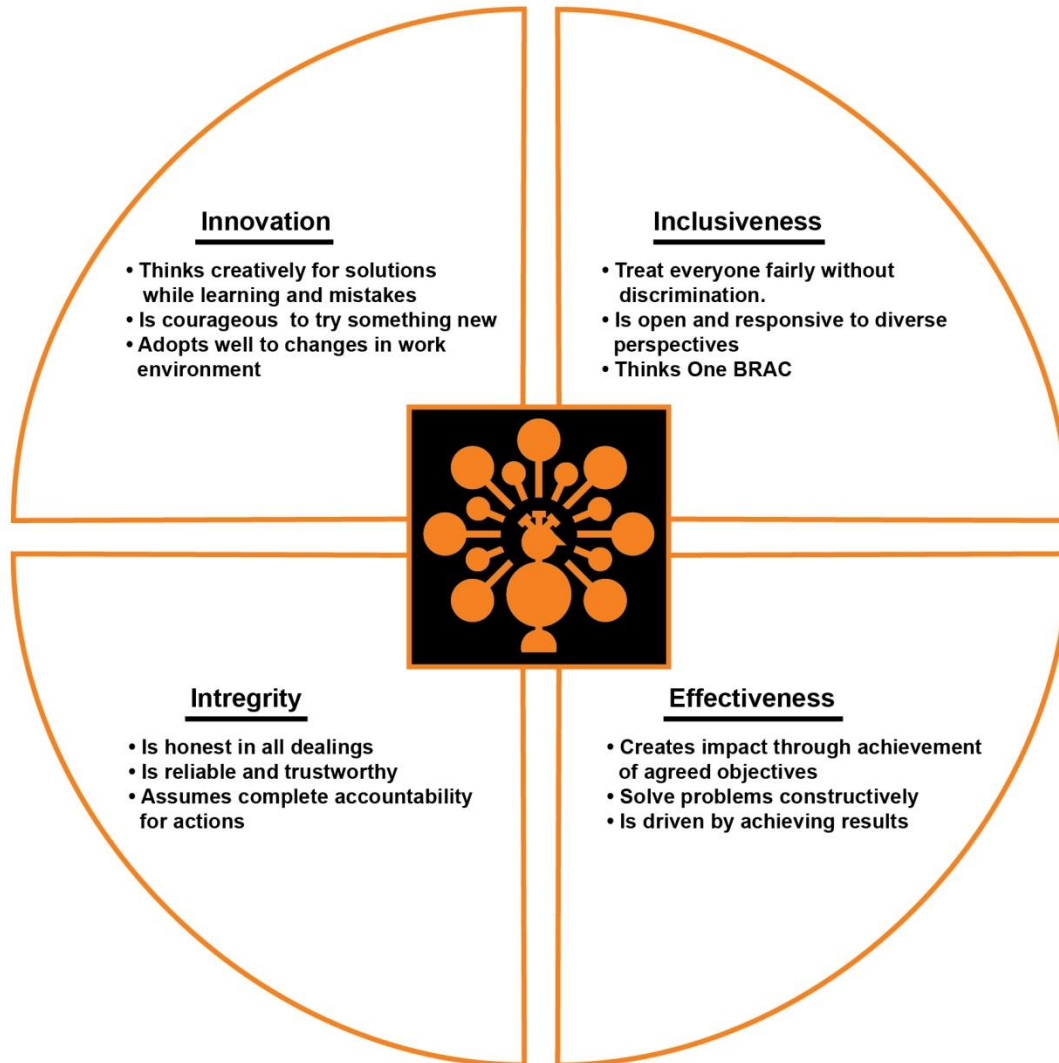 Innovation
• Thinks creatively for solutions
while learning and mistakes
• Is courageous to try something new
• Adopts well to changes in work
environment
Inclusiveness
• Treat everyone fairly without
discrimination.
• Is open and responsive to diverse
perspectives
• Thinks One BRAC
Intregrity
• Is honest in all dealings
• Is reliable and trustworthy
• Assumes complete accountability
for actions
Effectiveness
• Creates impact through achievement
of agreed objectives
• Solve problems constructively
• Is driven by achieving results